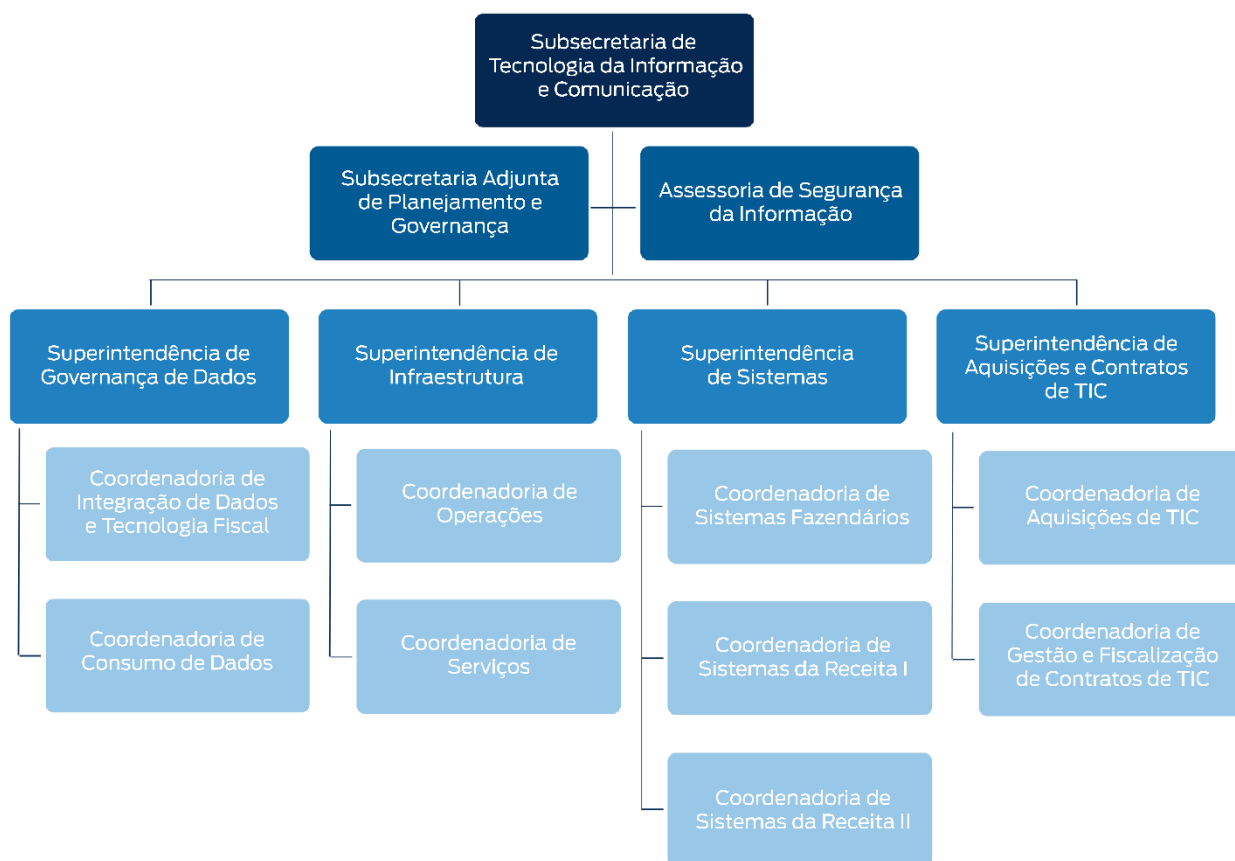 Subsecretaria de
Tecnologia da Informação
e Comunicação
Subsecretaria Adjunta
de Planejamento e
Governança
Assessoria de Segurança
da Informação
Superintendência de
Governança de Dados
Superintendência de
Infraestrutura
Superintendência
de Sistemas
Superintendência de
Aquisições e Contratos
de TIC
Coordenadoria de
Integração de Dados
e Tecnologia Fiscal
Coordenadoria de
Operações
Coordenadoria de
Sistemas Fazendários
Coordenadoria de
Aquisições de TIC
Coordenadoria de
Consumo de Dados
Coordenadoria de
Serviços
Coordenadoria de
Sistemas da Receita I
Coordenadoria de
Gestão e Fiscalização
de Contratos de TIC
Coordenadoria de
Sistemas da Receita II